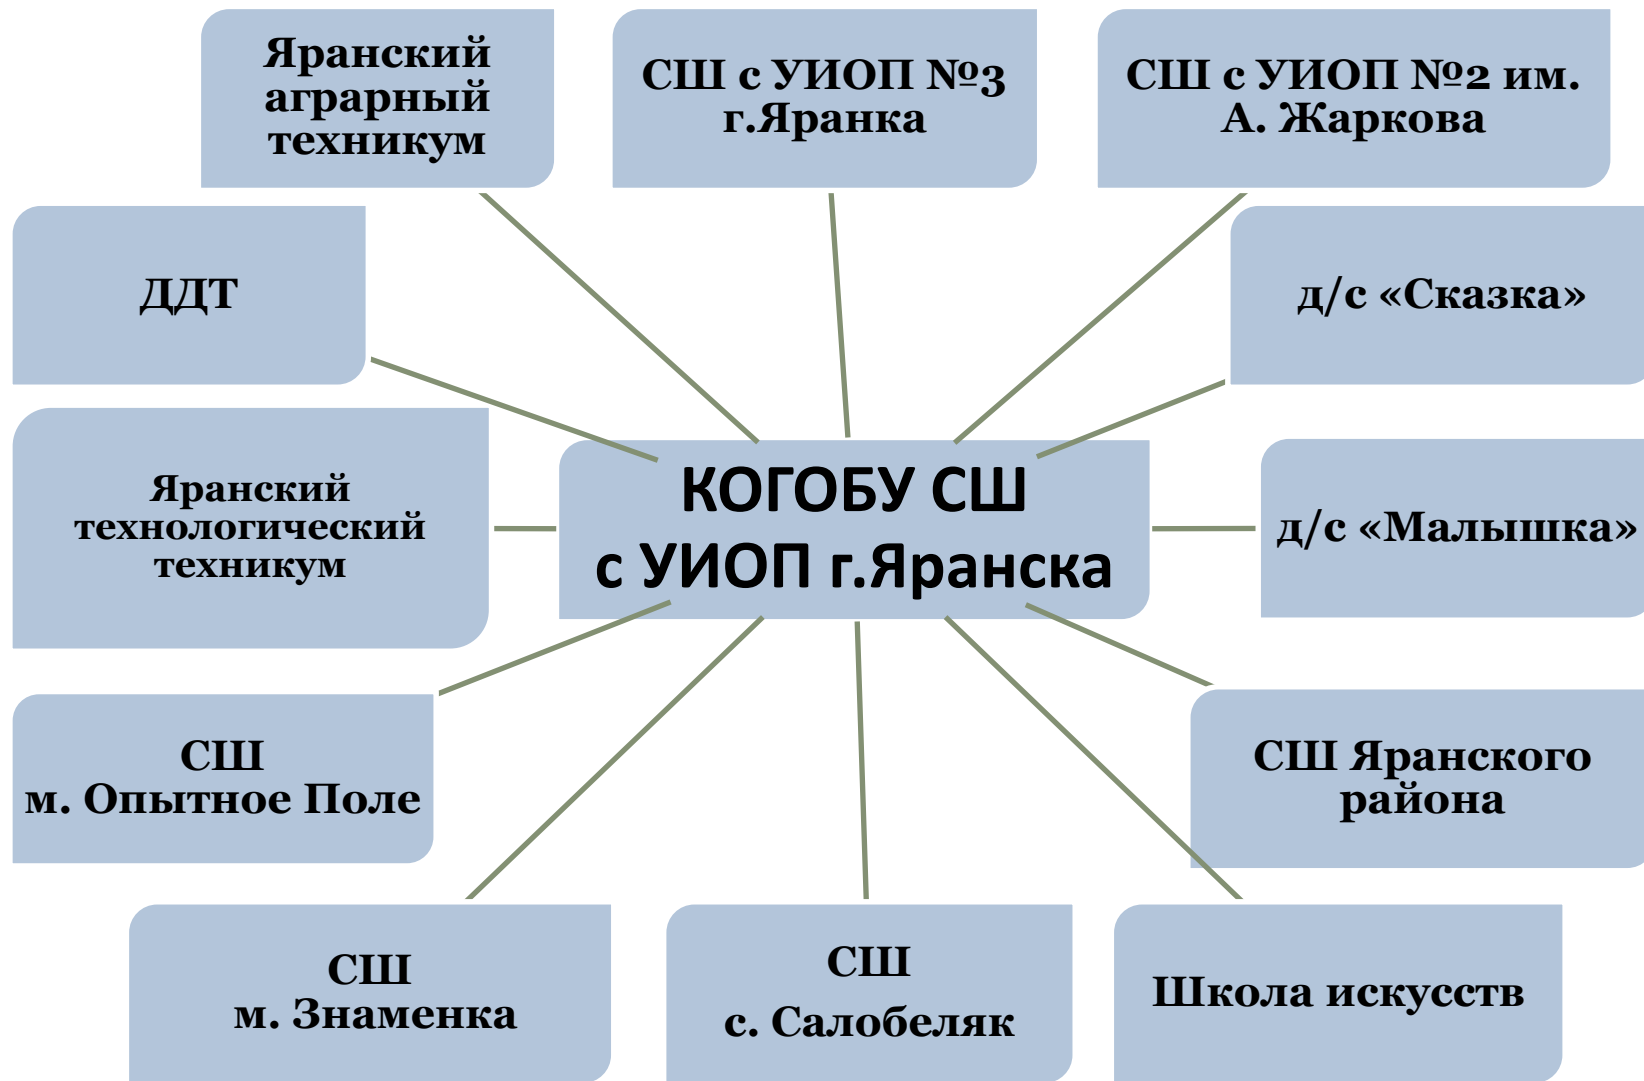 Яранский
аграрный
техникум
СШ с УИОП №3
г.Яранка
СШ с УИОП №2 им.
А. Жаркова
ДДТ
д/с «Сказка»
Яранский
технологический
техникум
КОГОБУ СШ
с УИОП г.Яранска
д/с «Малышка»
СШ
м. Опытное Поле
СШ Яранского
района
СШ
м. Знаменка
СШ
с. Салобеляк
Школа искусств